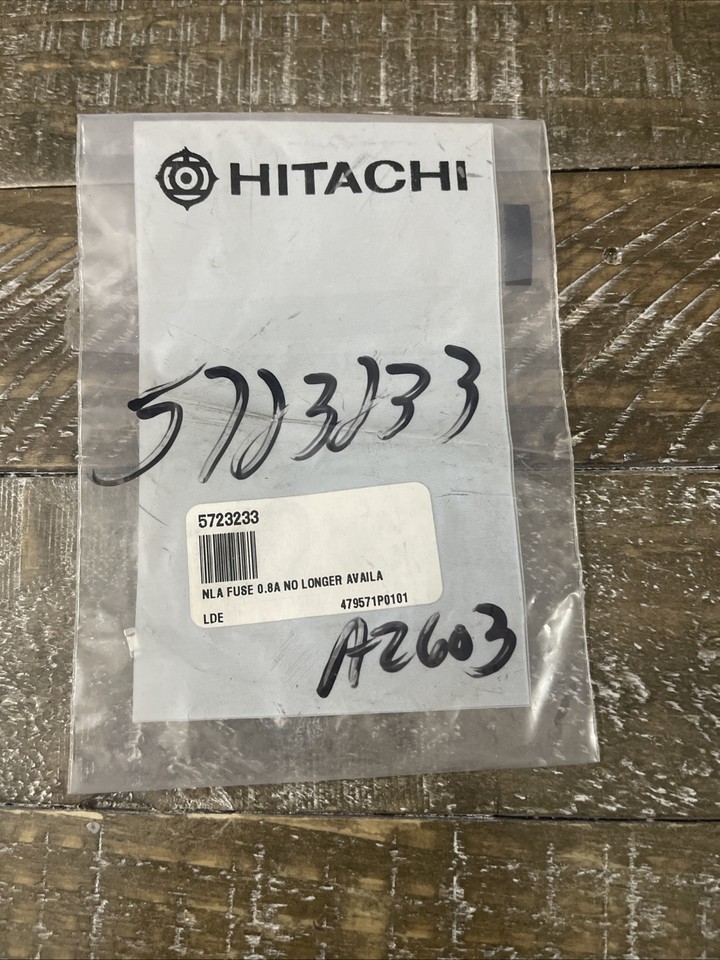 HITACHI
5723233
5723233
NLA FUSE 0.8A NO LONGER AVAILA
LDE 479571P0101
A2603